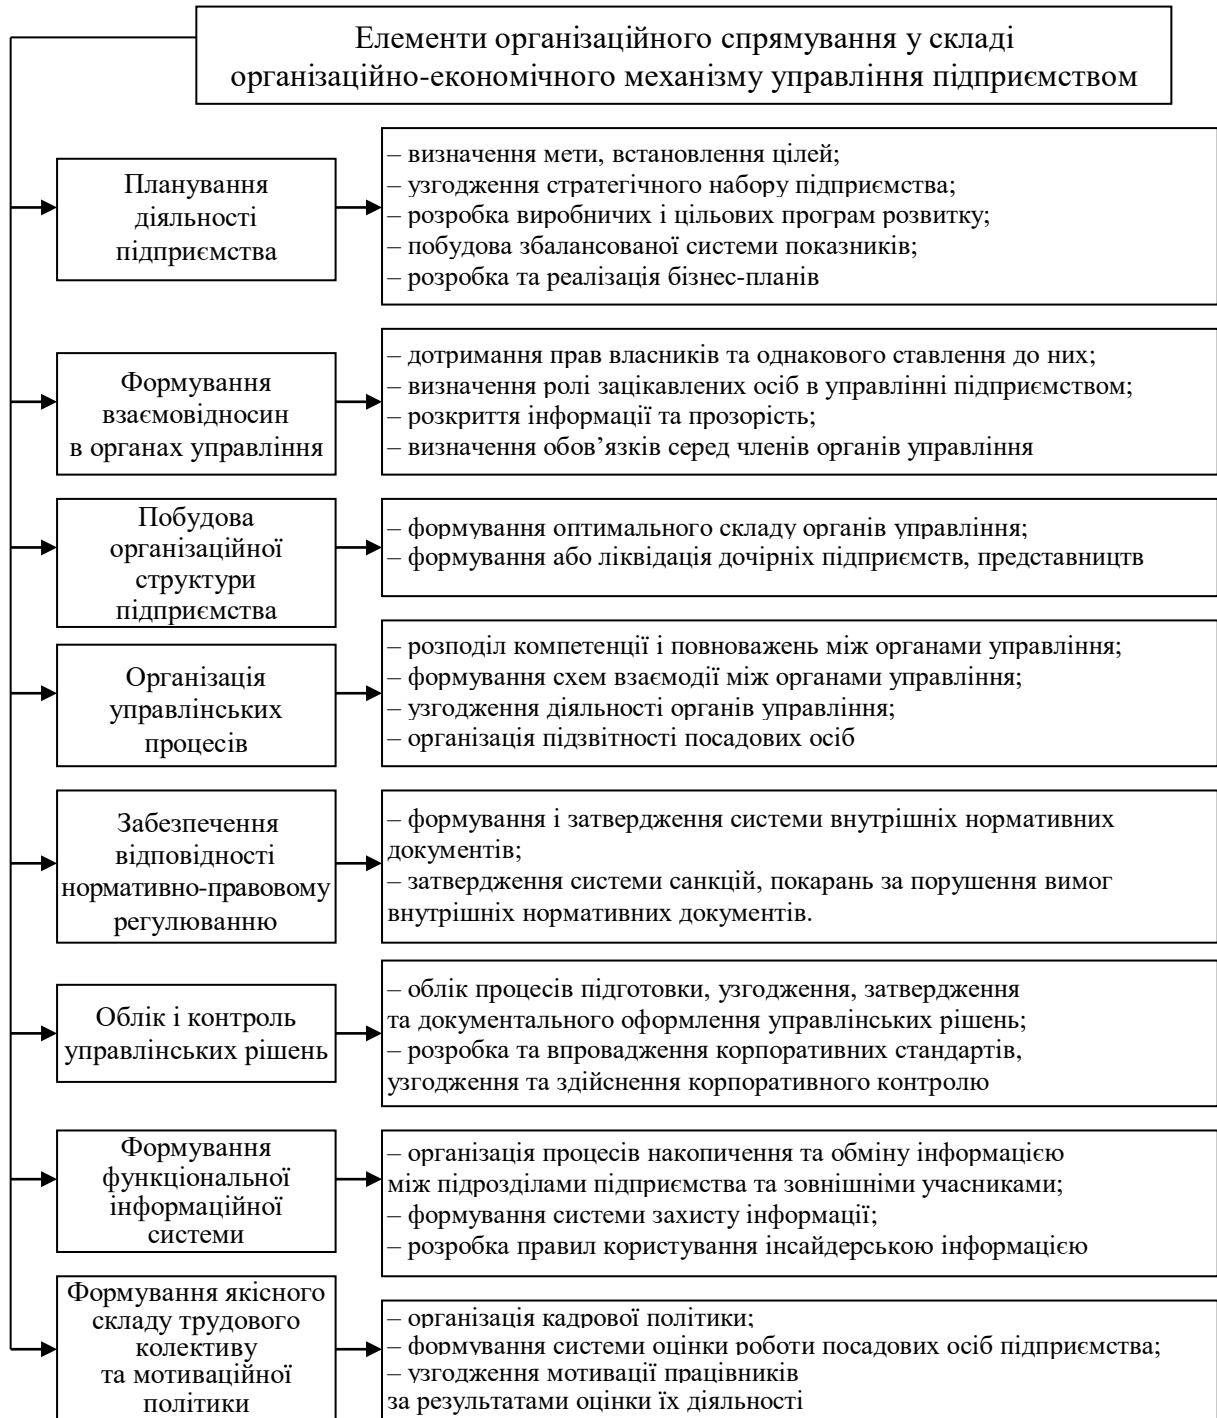 Елементи організаційного спрямування у складі
організаційно-економічного механізму управління підприємством
Планування
діяльності
підприємства
– визначення мети, встановлення цілей;
– узгодження стратегічного набору підприємства;
– розробка виробничих і цільових програм розвитку;
– побудова збалансованої системи показників;
– розробка та реалізація бізнес-планів
Формування
взаємовідносин
в органах управління
– дотримання прав власників та однакового ставлення до них;
– визначення ролі зацікавлених осіб в управлінні підприємством;
– розкриття інформації та прозорість;
– визначення обов’язків серед членів органів управління
Побудова
організаційної
структури
підприємства
– формування оптимального складу органів управління;
– формування або ліквідація дочірніх підприємств, представництв
Організація
управлінських
процесів
– розподіл компетенції і повноважень між органами управління;
– формування схем взаємодії між органами управління;
– узгодження діяльності органів управління;
– організація підзвітності посадових осіб
Забезпечення
відповідності
нормативно-правовому
регулюванню
– формування і затвердження системи внутрішніх нормативних
документів;
– затвердження системи санкцій, покарань за порушення вимог
внутрішніх нормативних документів.
Облік і контроль
управлінських рішень
– облік процесів підготовки, узгодження, затвердження
та документального оформлення управлінських рішень;
– розробка та впровадження корпоративних стандартів,
узгодження та здійснення корпоративного контролю
Формування
функціональної
інформаційної
системи
– організація процесів накопичення та обміну інформацією
між підрозділами підприємства та зовнішніми учасниками;
– формування системи захисту інформації;
– розробка правил користування інсайдерською інформацією
Формування якісного
складу трудового
колективу
та мотиваційної
політики
– організація кадрової політики;
– формування системи оцінки роботи посадових осіб підприємства;
– узгодження мотивації працівників
за результатами оцінки їх діяльності